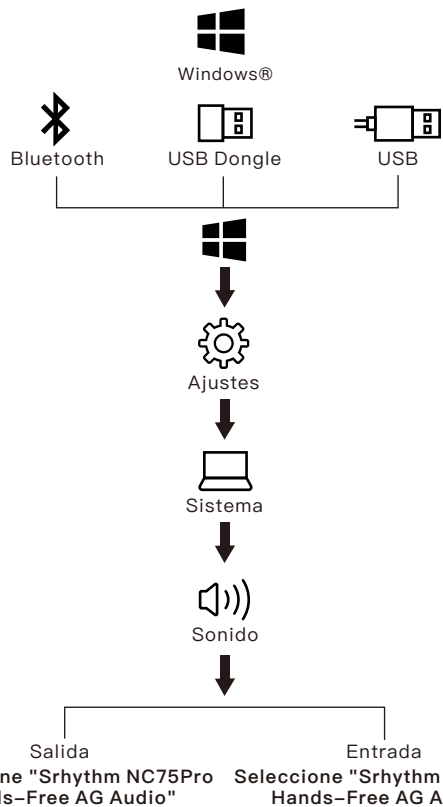 Windows®
Bluetooth USB Dongle USB
Ajustes
Sistema
Sonido
Salida Entrada
"Srhythm NC75Pro Seleccione "Srhythm
Free AG Audio" Hands-Free AG